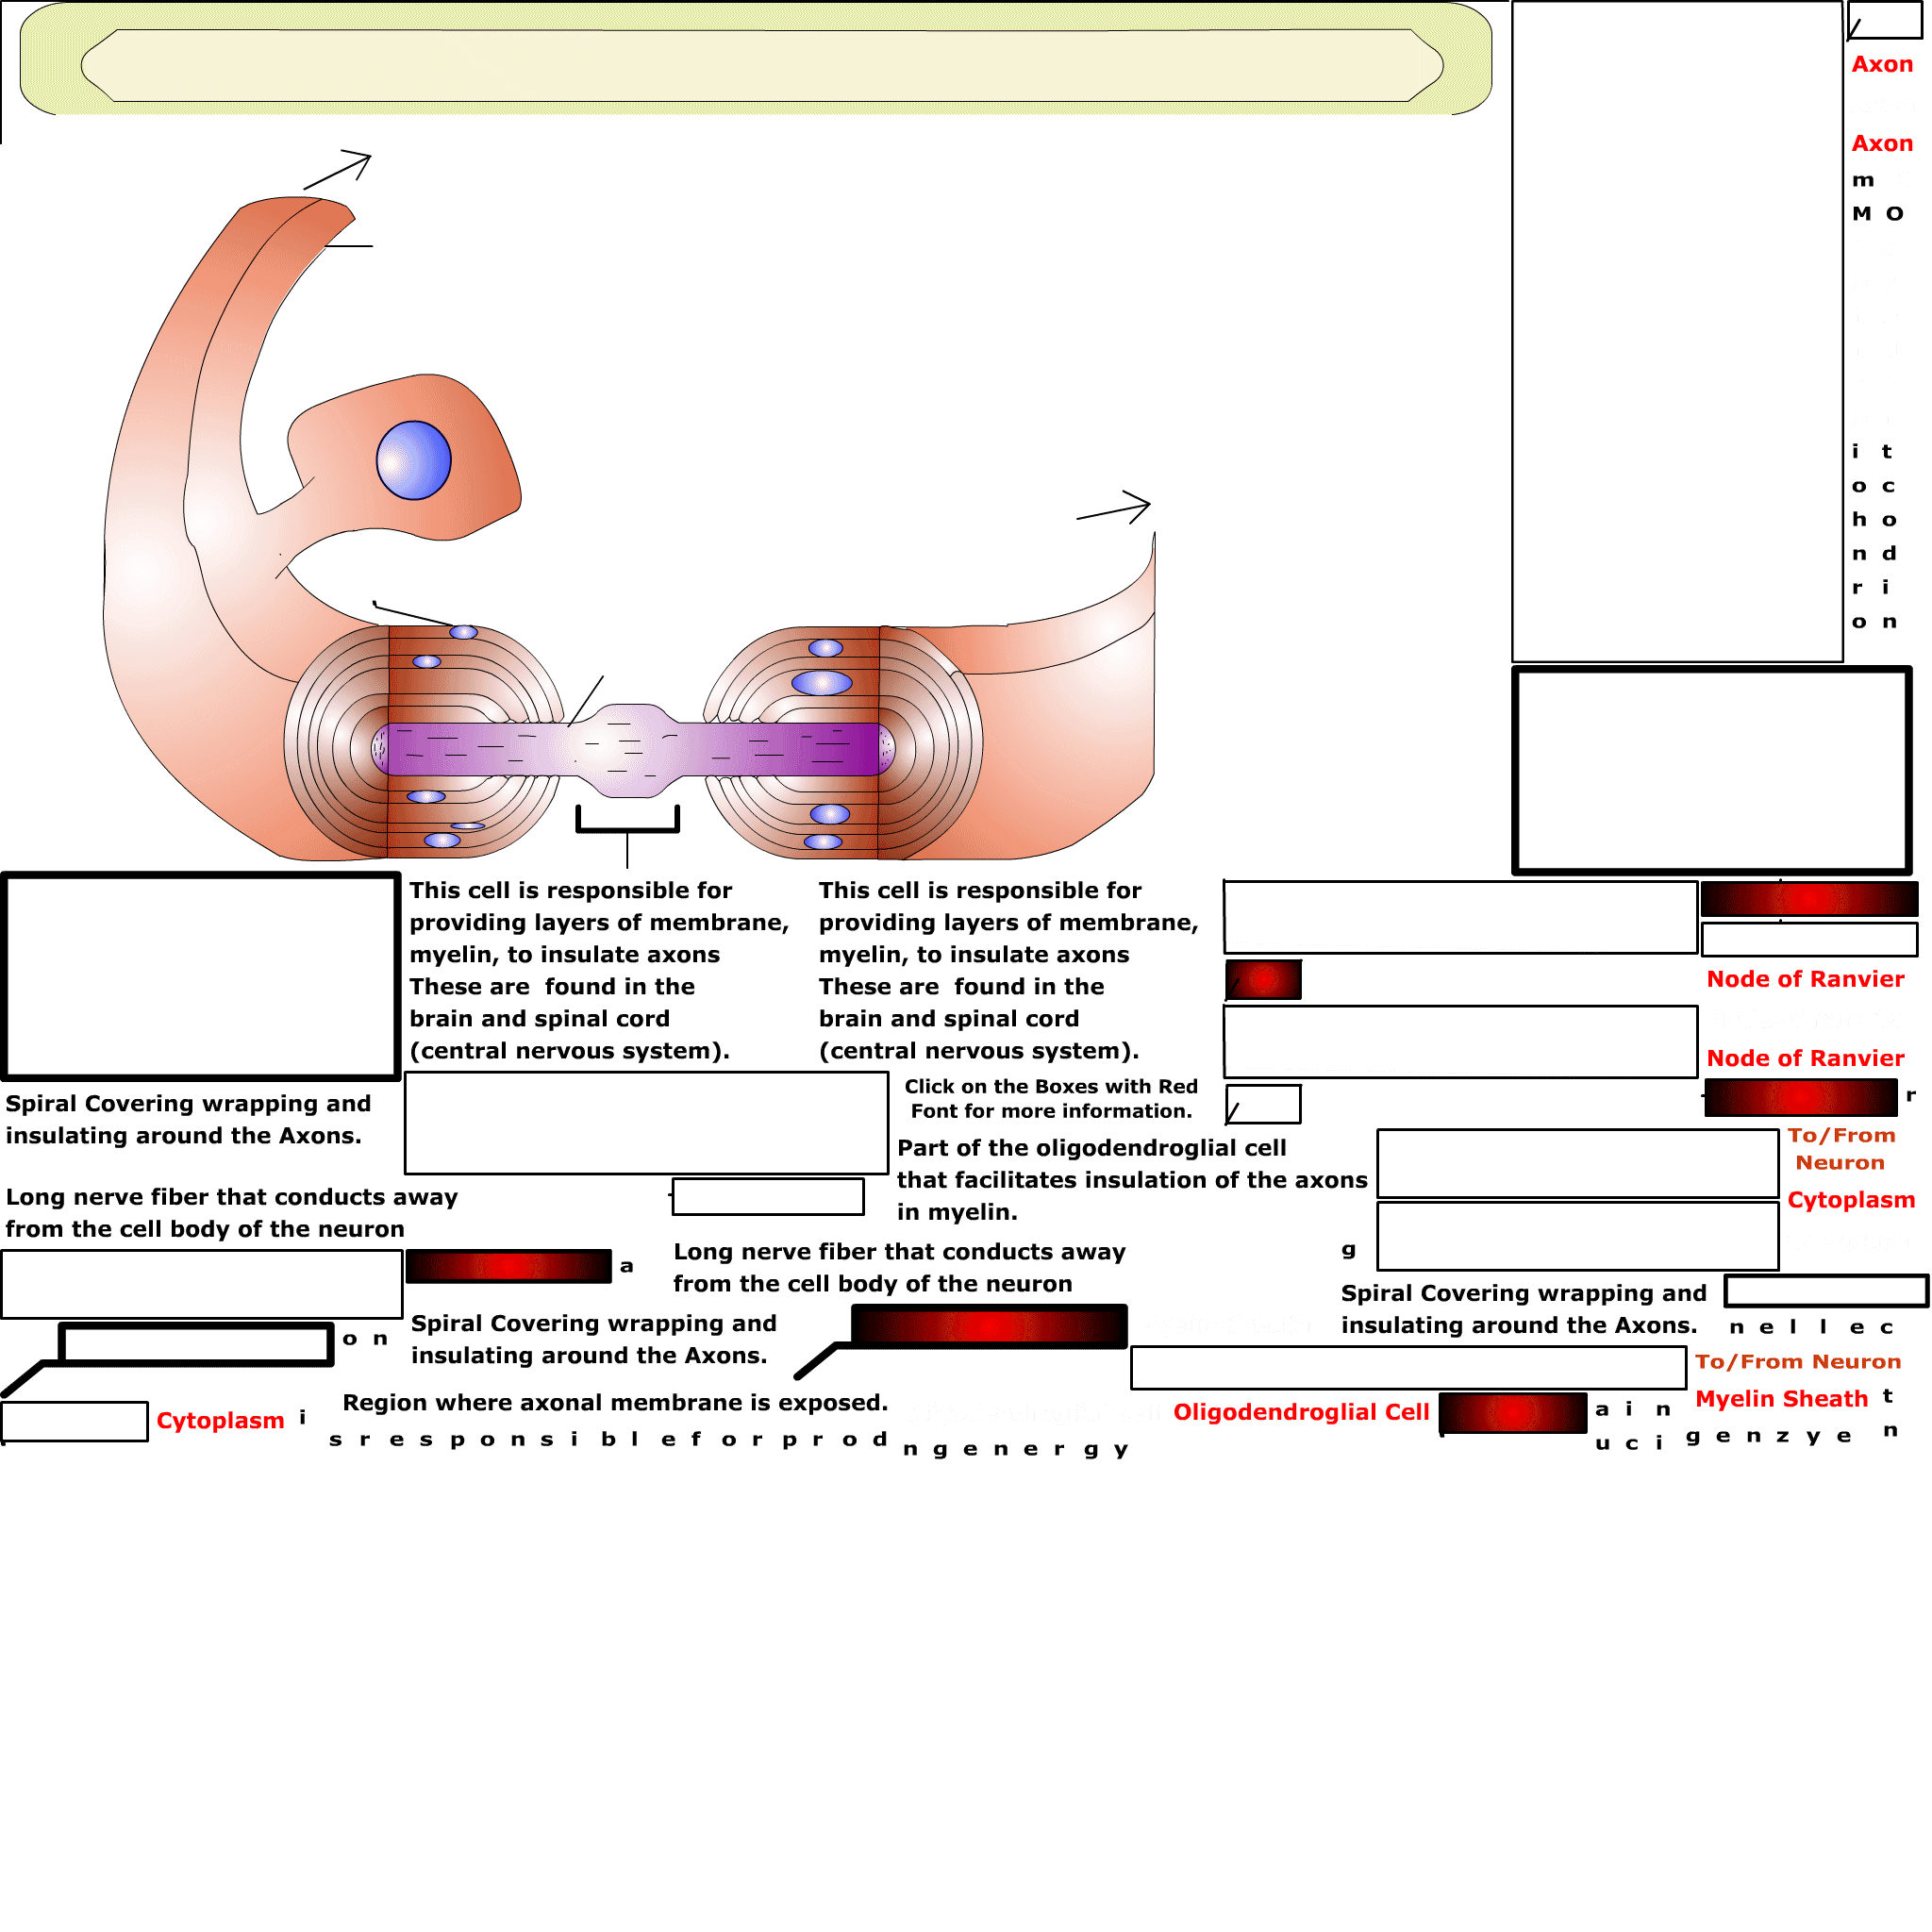 Axon
Axon
m
M O
i t
o c
h o
n d
r i
o n
This cell is responsible for
providing layers of membrane,
myelin, to insulate axons
These are found in the
brain and spinal cord
(central nervous system).
This cell is responsible for
providing layers of membrane,
myelin, to insulate axons
These are found in the
brain and spinal cord
(central nervous system).
Node of Ranvier
Node of Ranvier
r
Spiral Covering wrapping and
insulating around the Axons.
Click on the Boxes with Red
Font for more information.
Part of the oligodendroglial cell
that facilitates insulation of the axons
in myelin.
To/From
Neuron
Cytoplasm
Long nerve fiber that conducts away
from the cell body of the neuron
a
Long nerve fiber that conducts away
from the cell body of the neuron
g
Spiral Covering wrapping and
insulating around the Axons.
n e l l e c
o n
Spiral Covering wrapping and
insulating around the Axons.
To/From Neuron
Myelin Sheath
t
n
Cytoplasm
i
Region where axonal membrane is exposed.
s r e s p o n s i b l e f o r p r o d
n g e n e r g y
Oligodendroglial Cell
a i n
u c i
g e n z y e